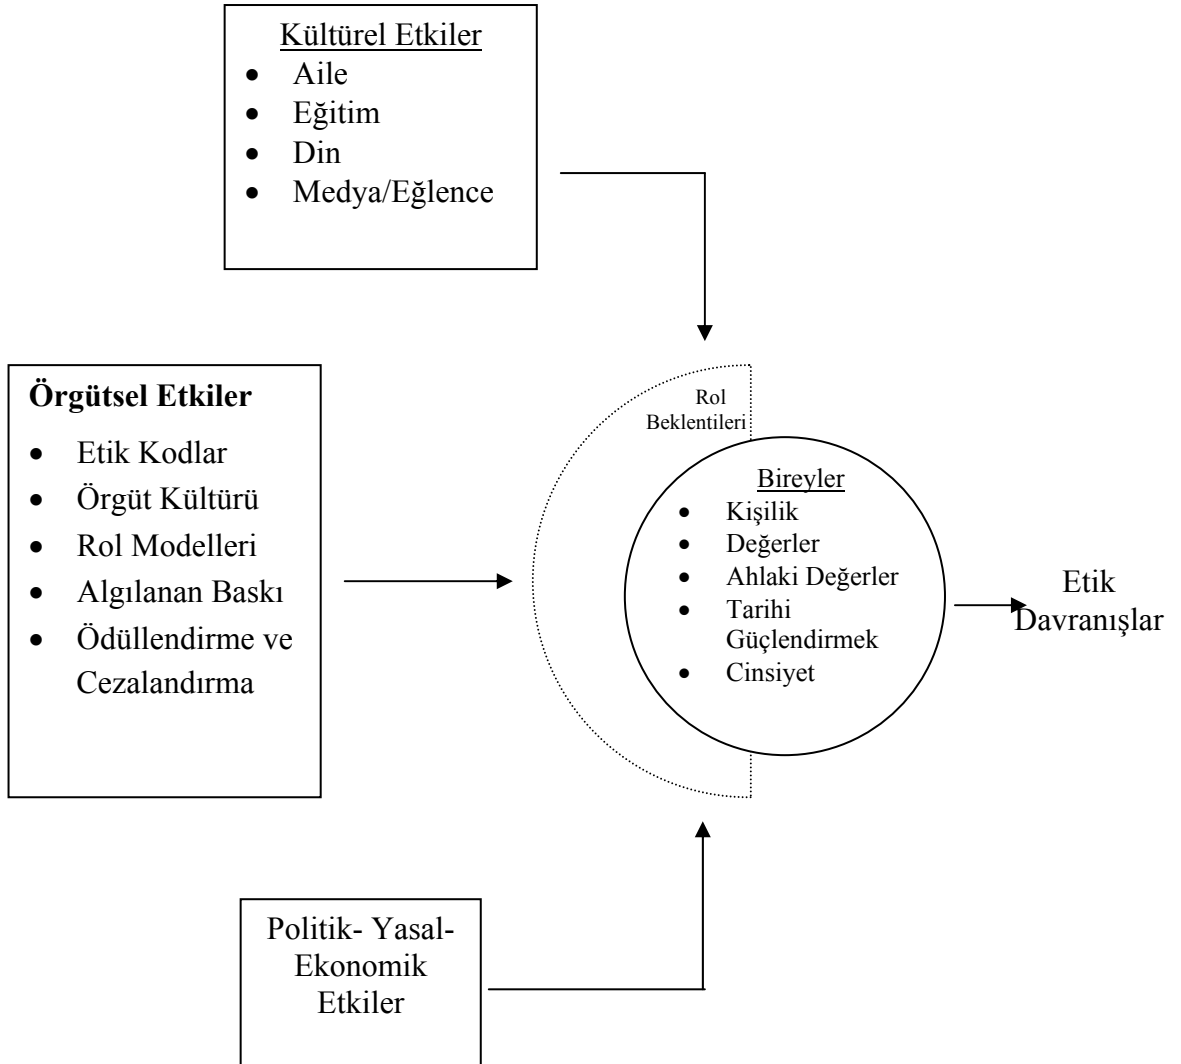 Kültürel Etkiler
• Aile
• Eğitim
• Din
• Medya/Eğlence
Örgütsel Etkiler
• Etik Kodlar
• Örgüt Kültürü
• Rol Modelleri
• Algılanan Baskı
• Ödüllendirme ve
Cezalandırma
Rol
Beklentileri
Bireyler
• Kişilik
• Değerler
• Ahlaki Değerler
• Tarihi
Güçlendirmek
• Cinsiyet
Etik
Davranışlar
Politik- Yasal-
Ekonomik
Etkiler